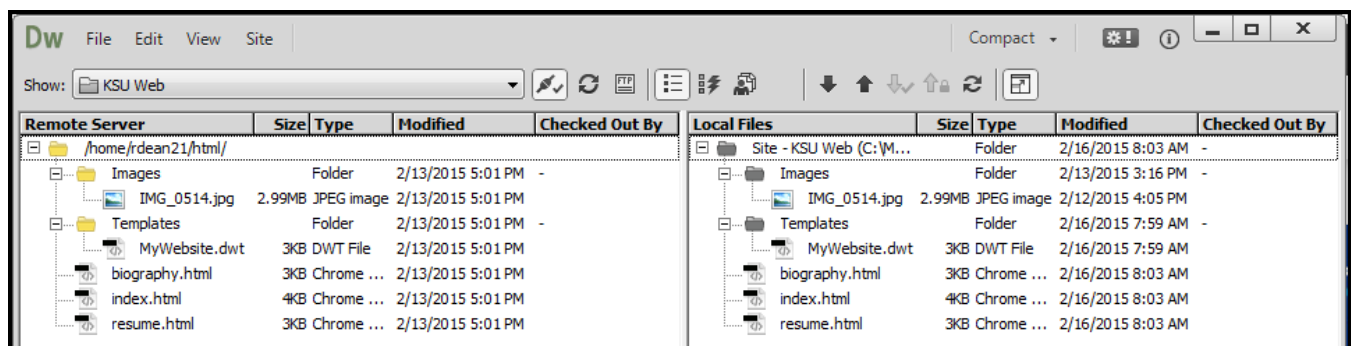 Dw File Edit View Site Compact
Show: KSU Web FTP
Remote Server Size Type Modified Checked Out By Local Files Size Type Modified Checked Out By
/home/rdean21/html/ Site - KSU Web (C:\M... Folder 2/16/2015 8:03 AM -
Images Folder 2/13/2015 5:01 PM - Images Folder 2/13/2015 3:16 PM -
IMG_0514.jpg 2.99MB JPEG image 2/13/2015 5:01 PM IMG_0514.jpg 2.99MB JPEG image 2/12/2015 4:05 PM
Templates Folder 2/13/2015 5:01 PM - Templates Folder 2/16/2015 7:59 AM -
MyWebsite.dwt 3KB DWT File 2/13/2015 5:01 PM MyWebsite.dwt 3KB DWT File 2/16/2015 7:59 AM
biography.html 3KB Chrome ... 2/13/2015 5:01 PM biography.html 3KB Chrome ... 2/16/2015 8:03 AM
index.html 4KB Chrome ... 2/13/2015 5:01 PM index.html 4KB Chrome ... 2/16/2015 8:03 AM
resume.html 3KB Chrome ... 2/13/2015 5:01 PM resume.html 3KB Chrome ... 2/16/2015 8:03 AM